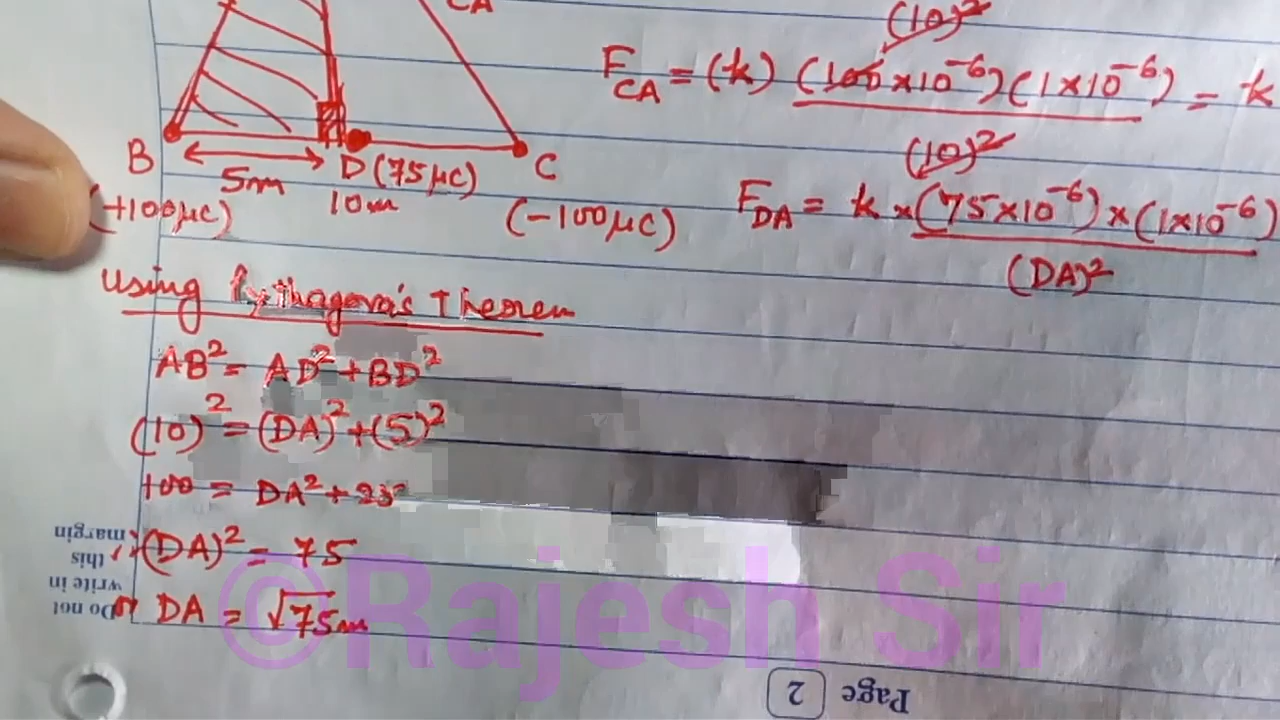 CA
(10)²
F_CA = (k) (100×10⁻⁶)(1×10⁻⁶) = k
(10)²
B
5m
D (75μC)
10m
C
(+100μC)
(-100μC)
F_DA = k × (75×10⁻⁶) × (1×10⁻⁶)
(DA)²
Using Pythagora's Theorem
AB² = AD² + BD²
(10)² = (DA)² + (5)²
100 = DA² + 25
(DA)² = 75
DA = √75m
Do not
write in
this
margin
©Rajesh Sir
Page 2